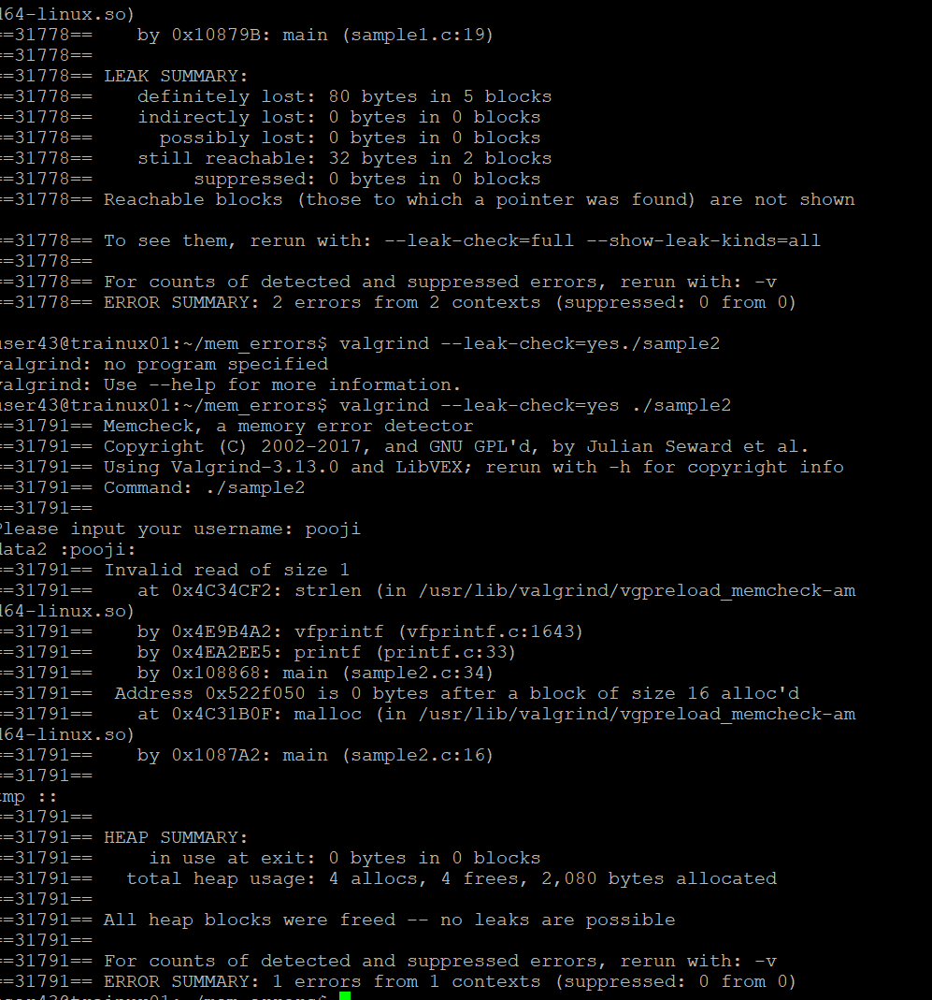 d64-linux.so)
==31778==    by 0x10879B: main (sample1.c:19)
==31778==
==31778== LEAK SUMMARY:
==31778==    definitely lost: 80 bytes in 5 blocks
==31778==    indirectly lost: 0 bytes in 0 blocks
==31778==      possibly lost: 0 bytes in 0 blocks
==31778==    still reachable: 32 bytes in 2 blocks
==31778==         suppressed: 0 bytes in 0 blocks
==31778== Reachable blocks (those to which a pointer was found) are not shown
==31778== To see them, rerun with: --leak-check=full --show-leak-kinds=all
==31778==
==31778== For counts of detected and suppressed errors, rerun with: -v
==31778== ERROR SUMMARY: 2 errors from 2 contexts (suppressed: 0 from 0)
user43@trainux01:~/mem_errors$ valgrind --leak-check=yes./sample2
valgrind: no program specified
valgrind: Use --help for more information.
user43@trainux01:~/mem_errors$ valgrind --leak-check=yes ./sample2
==31791== Memcheck, a memory error detector
==31791== Copyright (C) 2002-2017, and GNU GPL'd, by Julian Seward et al.
==31791== Using Valgrind-3.13.0 and LibVEX; rerun with -h for copyright info
==31791== Command: ./sample2
==31791==
Please input your username: pooji
data2 :pooji:
==31791== Invalid read of size 1
==31791==    at 0x4C34CF2: strlen (in /usr/lib/valgrind/vgpreload_memcheck-am
d64-linux.so)
==31791==    by 0x4E9B4A2: vfprintf (vfprintf.c:1643)
==31791==    by 0x4EA2EE5: printf (printf.c:33)
==31791==    by 0x108868: main (sample2.c:34)
==31791==  Address 0x522f050 is 0 bytes after a block of size 16 alloc'd
==31791==    at 0x4C31B0F: malloc (in /usr/lib/valgrind/vgpreload_memcheck-am
d64-linux.so)
==31791==    by 0x1087A2: main (sample2.c:16)
==31791==
tmp ::
==31791==
==31791== HEAP SUMMARY:
==31791==     in use at exit: 0 bytes in 0 blocks
==31791==   total heap usage: 4 allocs, 4 frees, 2,080 bytes allocated
==31791==
==31791== All heap blocks were freed -- no leaks are possible
==31791==
==31791== For counts of detected and suppressed errors, rerun with: -v
==31791== ERROR SUMMARY: 1 errors from 1 contexts (suppressed: 0 from 0)
user43@trainux01:~/mem_errors$